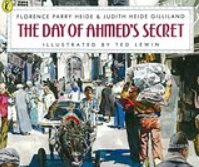 FLORENCE PARRY HEIDE & JUDITH HEIDE GILLILAND
THE DAY OF AHMED'S SECRET
ILLUSTRATED BY TED LEWIN